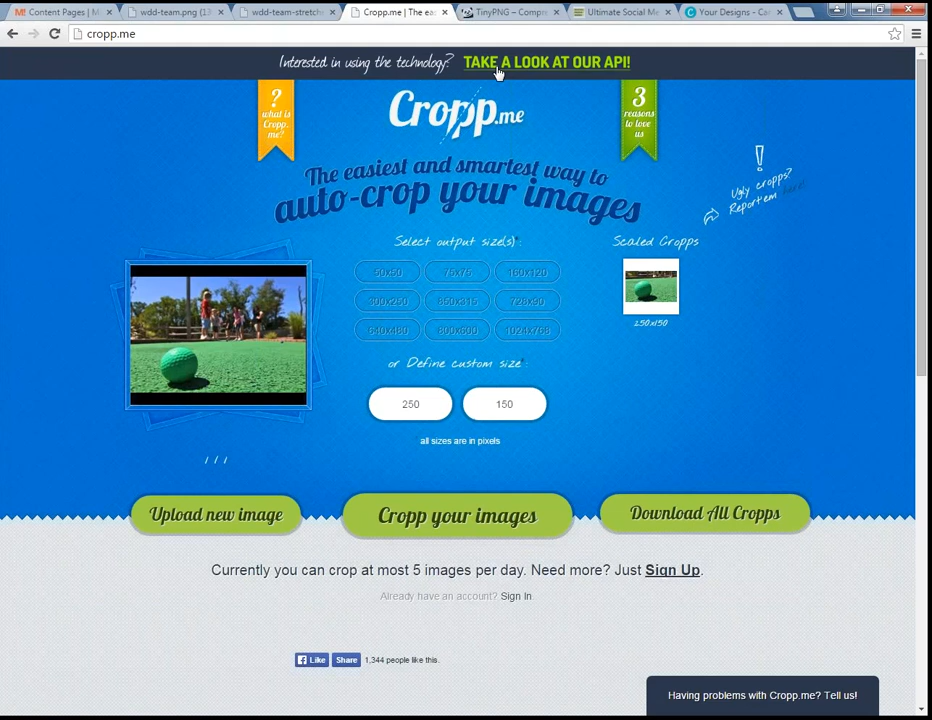 Content Pages | M
wdd-team.png (1
wdd-team-stretch
Cropp.me | The ea
TinyPNG – Compr
Ultimate Social Me
Your Designs - Ca
cropp.me
Interested in using the technology? TAKE A LOOK AT OUR API!
? what is Cropp. me?
Cropp.me
3 reasons to love us
The easiest and smartest way to
auto-crop your images
! Ugly cropps? Report em here
Select output size(s)*:
Scaled Cropps
50x50 75x75 160x120
300x250 850x315 728x90
640x480 800x600 1024x768
250x150
or Define custom size*:
250 150
all sizes are in pixels
Upload new image
Cropp your images
Download All Cropps
Currently you can crop at most 5 images per day. Need more? Just Sign Up.
Already have an account? Sign In.
Like Share 1,344 people like this.
Having problems with Cropp.me? Tell us!